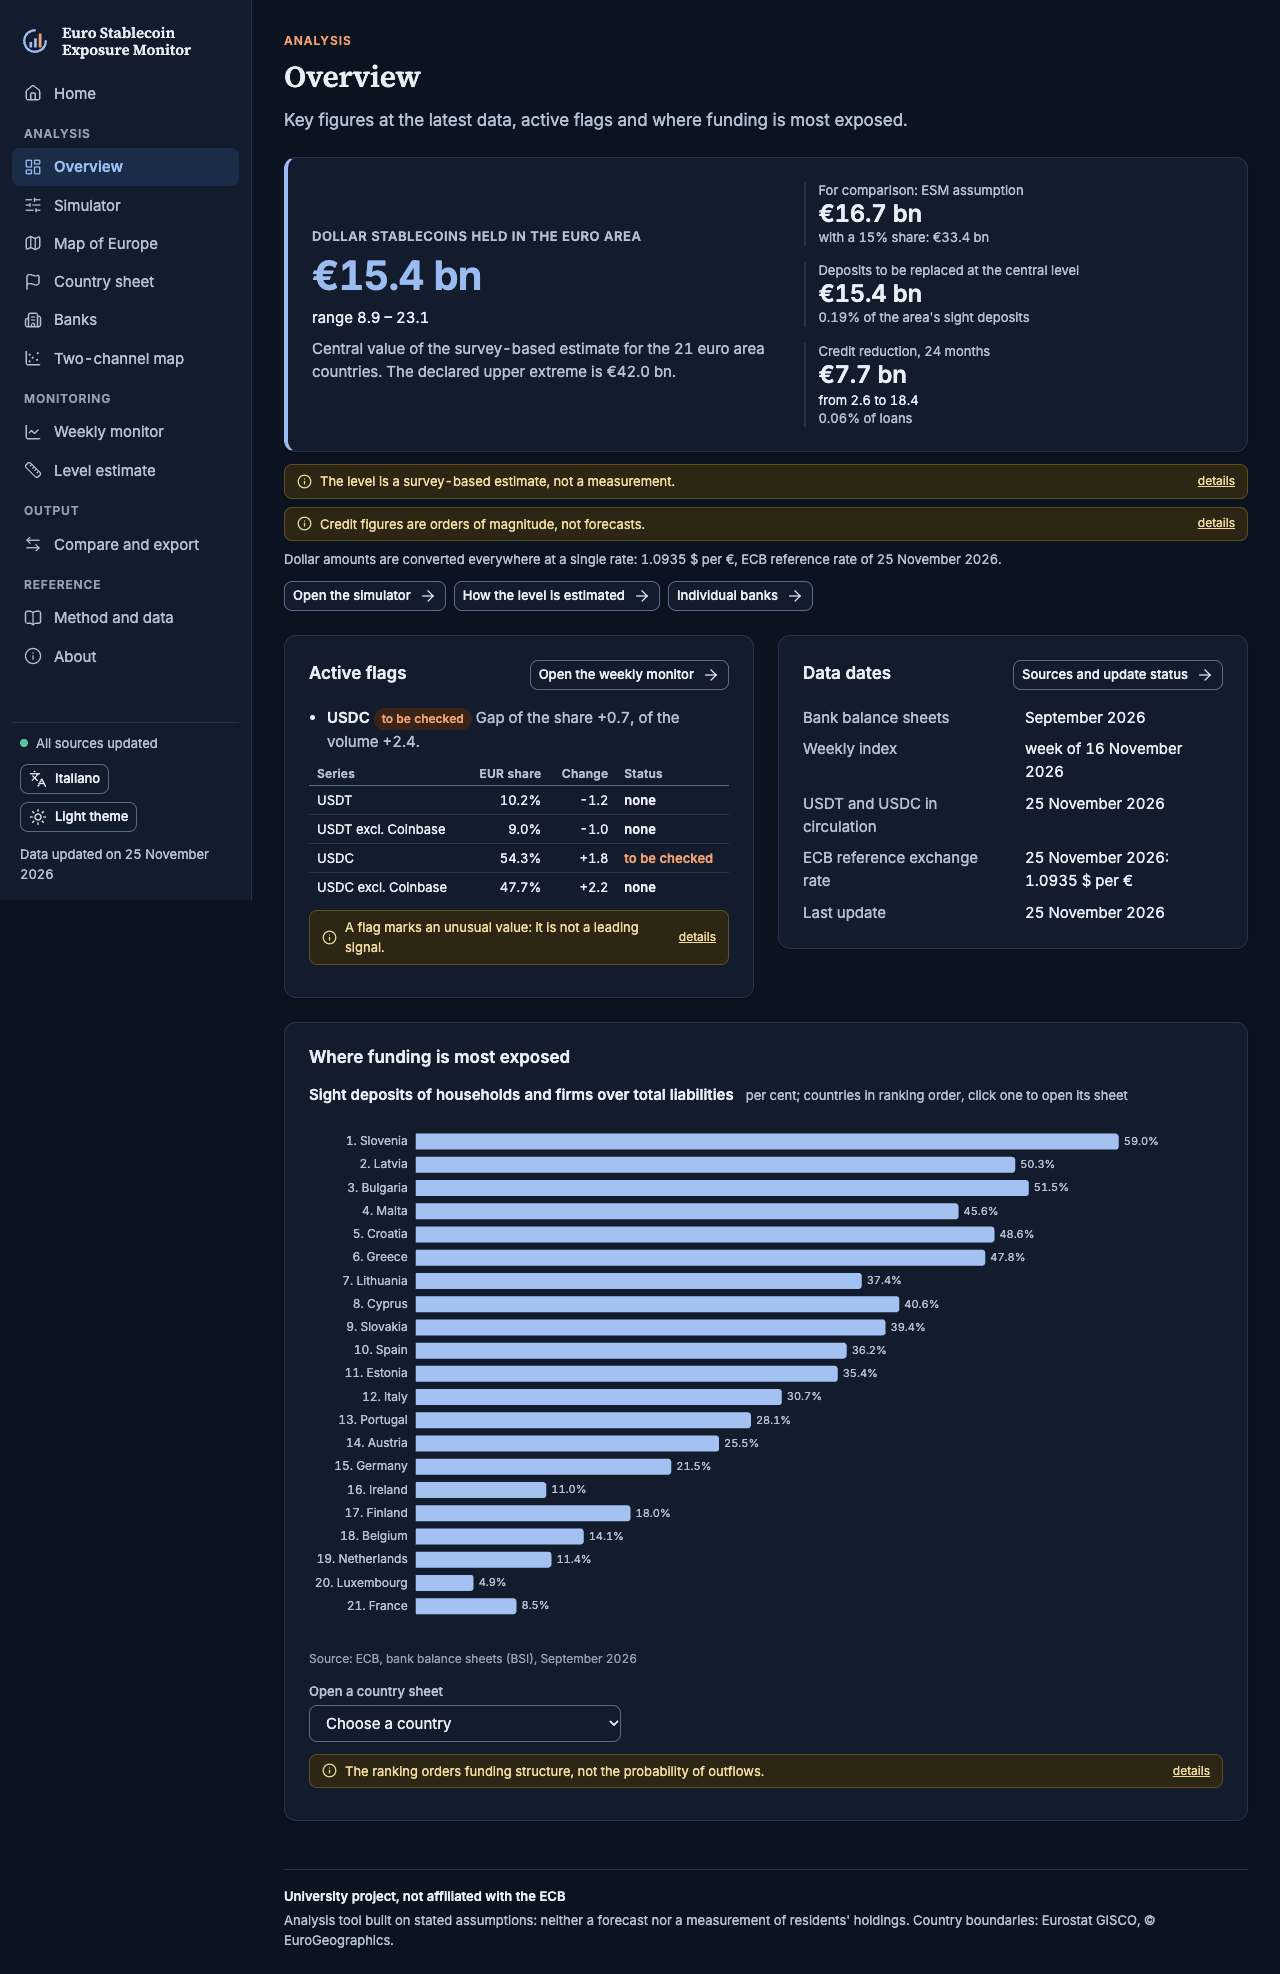 Euro Stablecoin
Exposure Monitor
Home
ANALYSIS
Overview
Simulator
Map of Europe
Country sheet
Banks
Two-channel map
MONITORING
Weekly monitor
Level estimate
OUTPUT
Compare and export
REFERENCE
Method and data
About
All sources updated
Italiano
Light theme
Data updated on 25 November
2026
ANALYSIS
Overview
Key figures at the latest data, active flags and where funding is most exposed.
DOLLAR STABLECOINS HELD IN THE EURO AREA
€15.4 bn
range 8.9 – 23.1
Central value of the survey-based estimate for the 21 euro area
countries. The declared upper extreme is €42.0 bn.
For comparison: ESM assumption
€16.7 bn
with a 15% share: €33.4 bn
Deposits to be replaced at the central level
€15.4 bn
0.19% of the area's sight deposits
Credit reduction, 24 months
€7.7 bn
from 2.6 to 18.4
0.06% of loans
The level is a survey-based estimate, not a measurement. details
Credit figures are orders of magnitude, not forecasts. details
Dollar amounts are converted everywhere at a single rate: 1.0935 $ per €, ECB reference rate of 25 November 2026.
Open the simulator → How the level is estimated → Individual banks →
Active flags Open the weekly monitor →
• USDC to be checked Gap of the share +0.7, of the
volume +2.4.
Series EUR share Change Status
USDT 10.2% -1.2 none
USDT excl. Coinbase 9.0% -1.0 none
USDC 54.3% +1.8 to be checked
USDC excl. Coinbase 47.7% +2.2 none
A flag marks an unusual value: it is not a leading
signal.
details
Data dates Sources and update status →
Bank balance sheets September 2026
Weekly index week of 16 November
2026
USDT and USDC in 25 November 2026
circulation
ECB reference exchange 25 November 2026:
rate 1.0935 $ per €
Last update 25 November 2026
Where funding is most exposed
Sight deposits of households and firms over total liabilities per cent; countries in ranking order, click one to open its sheet
1. Slovenia 59.0%
2. Latvia 50.3%
3. Bulgaria 51.5%
4. Malta 45.6%
5. Croatia 48.6%
6. Greece 47.8%
7. Lithuania 37.4%
8. Cyprus 40.6%
9. Slovakia 39.4%
10. Spain 36.2%
11. Estonia 35.4%
12. Italy 30.7%
13. Portugal 28.1%
14. Austria 25.5%
15. Germany 21.5%
16. Ireland 11.0%
17. Finland 18.0%
18. Belgium 14.1%
19. Netherlands 11.4%
20. Luxembourg 4.9%
21. France 8.5%
Source: ECB, bank balance sheets (BSI), September 2026
Open a country sheet
Choose a country
The ranking orders funding structure, not the probability of outflows. details
University project, not affiliated with the ECB
Analysis tool built on stated assumptions: neither a forecast nor a measurement of residents' holdings. Country boundaries: Eurostat GISCO, ©
EuroGeographics.